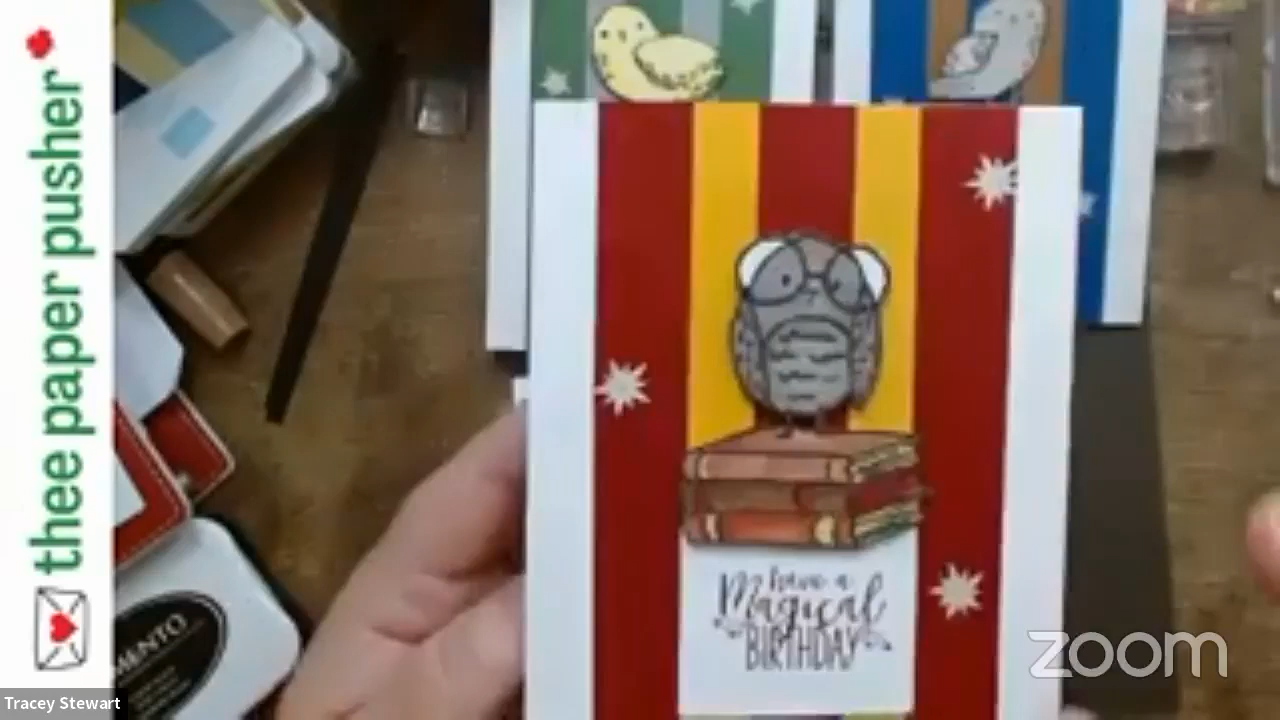 thee paper pusher
MENTO
have a
Magical
BIRTHDAY
zoom
Tracey Stewart